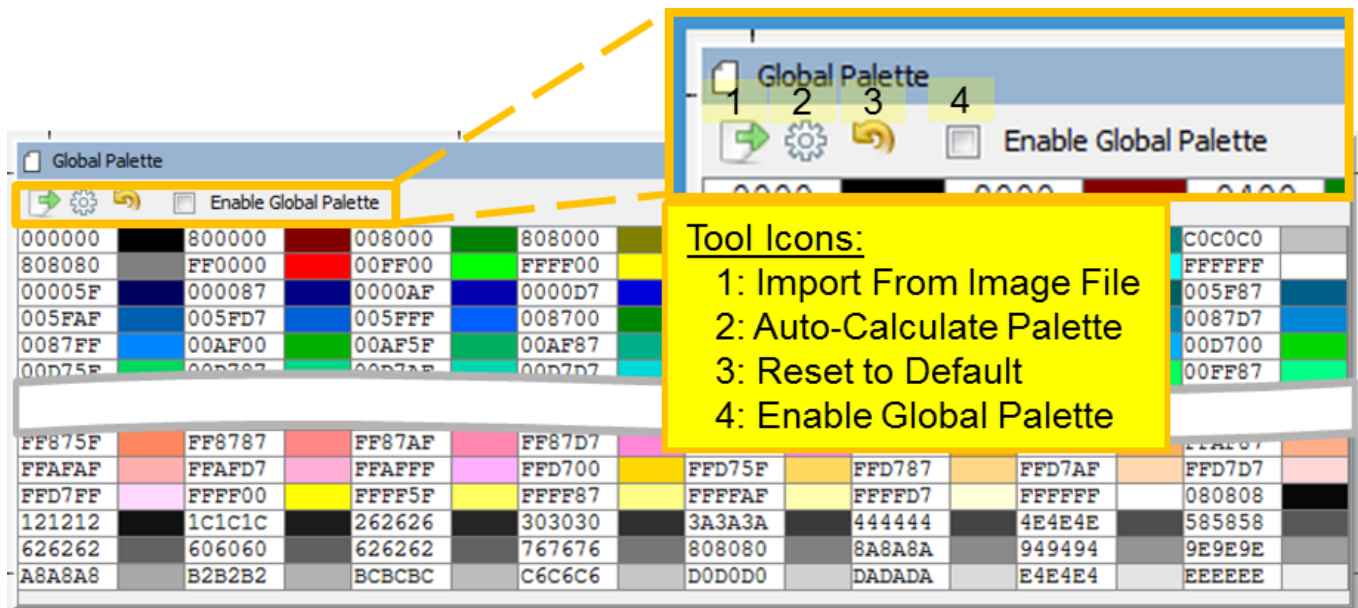 Global Palette
1 2 3 4
Enable Global Palette
Global Palette
Enable Global Palette
Tool Icons:
1: Import From Image File
2: Auto-Calculate Palette
3: Reset to Default
4: Enable Global Palette
000000 800000 008000 808000 C0C0C0
808080 FF0000 00FF00 FFFF00 FFFFFF
00005F 000087 0000AF 0000D7 005F87
005FAF 005FD7 005FFF 008700 0087D7
0087FF 00AF00 00AF5F 00AF87 00D700
00D75F 00D787 00D7AF 00D7D7 00FF87
FF875F FF8787 FF87AF FF87D7 FFAF87
FFAFAF FFAFD7 FFAFFF FFD700 FFD75F FFD787 FFD7AF FFD7D7
FFD7FF FFFF00 FFFF5F FFFF87 FFFFAF FFFFD7 FFFFFF 080808
121212 1C1C1C 262626 303030 3A3A3A 444444 4E4E4E 585858
626262 606060 626262 767676 808080 8A8A8A 949494 9E9E9E
A8A8A8 B2B2B2 BCBCBC C6C6C6 D0D0D0 DADADA E4E4E4 EEEEEE